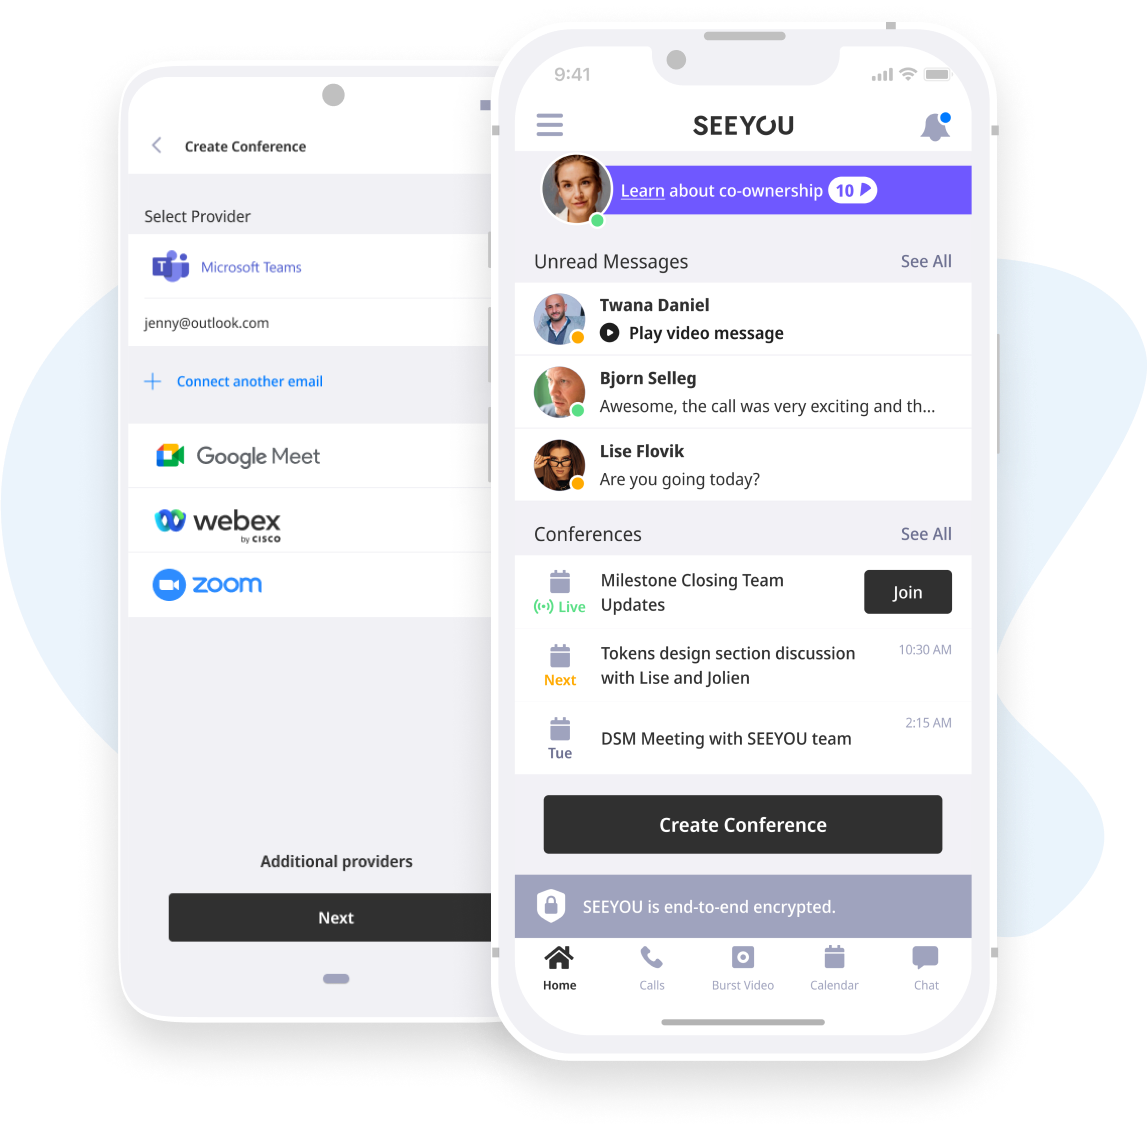 Create Conference
Select Provider
T
Microsoft Teams
jenny@outlook.com
Connect another email
Google Meet
webex
by CISCO
zoom
Additional providers
Next
9:41
SEEYOU
Learn about co-ownership 10
Unread Messages
See All
Twana Daniel
Play video message
Bjorn Selleg
Awesome, the call was very exciting and th...
Lise Flovik
Are you going today?
Conferences
See All
Live
Milestone Closing Team
Updates
Join
Next
Tokens design section discussion
with Lise and Jolien
10:30 AM
Tue
DSM Meeting with SEEYOU team
2:15 AM
Create Conference
SEEYOU is end-to-end encrypted.
Home
Calls
Burst Video
Calendar
Chat